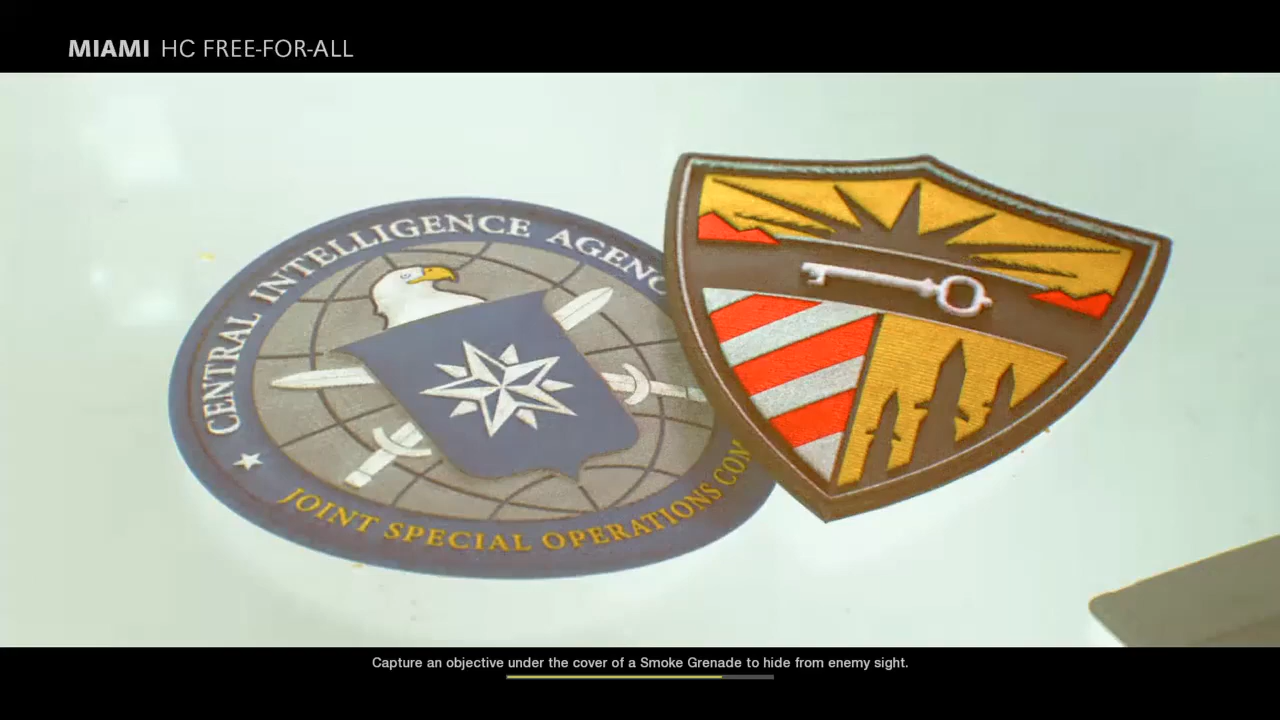 MIAMI HC FREE-FOR-ALL
CENTRAL INTELLIGENCE AGENC
JOINT SPECIAL OPERATIONS COM
Capture an objective under the cover of a Smoke Grenade to hide from enemy sight.